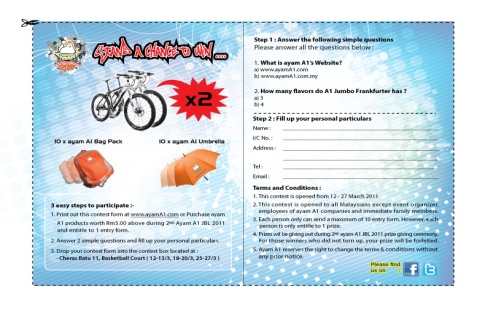 STAND A CHANCE TO WIN ....
x2
10 x ayam A1 Bag Pack
10 x ayam A1 Umbrella
3 easy steps to participate :-
1. Print out this contest form at www.ayamA1.com or Purchase ayam
A1 products worth Rm5.00 above during 2nd Ayam A1 JBL 2011
and entitle to 1 entry form.
2. Answer 2 simple questions and fill up your personal particulars.
3. Drop your contest form into the contest box located at :
- Cheras Batu 11, Basketball Court ( 12-13/3, 18-20/3, 25-27/3 )
Step 1 : Answer the following simple questions
Please answer all the questions below :
1. What is ayam A1's Website?
a) www.ayamA1.com
b) www.ayamA1.com.my
2. How many flavors do A1 Jumbo Frankfurter has ?
a) 3
b) 4
Step 2 : Fill up your personal particulars
Name :
I/C No. :
Address :
Tel :
Email :
Terms and Conditions :
1. This contest is opened from 12 - 27 March 2011
2. This contest is opened to all Malaysians except event organizer,
employees of ayam A1 companies and immediate family members.
3. Each person only can send a maximum of 10 entry form. However, each
person is only entitle to 1 prize.
4. Prizes will be giving out during 2nd ayam A1 JBL 2011 prize giving ceremony.
For those winners who did not turn up, your prize will be forfeited.
5. Ayam A1 reserves the right to change the terms & conditions without
any prior notice.
Please find
us on